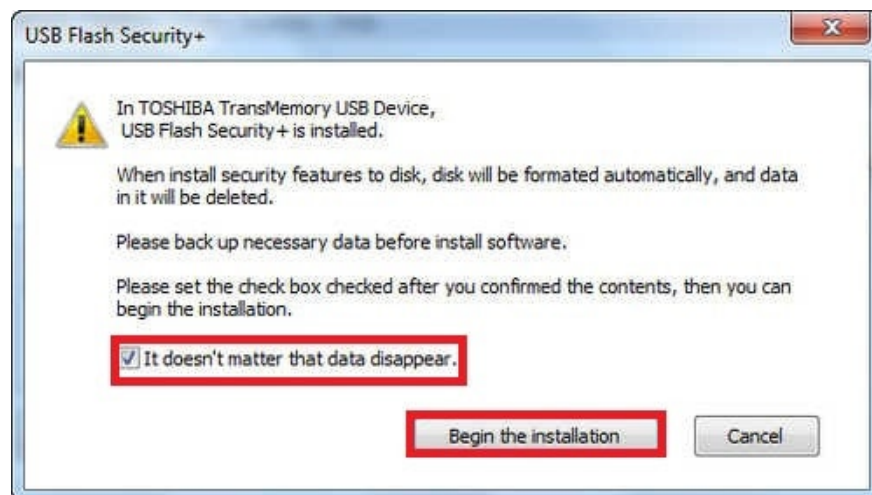 USB Flash Security+
In TOSHIBA TransMemory USB Device,
USB Flash Security+ is installed.
When install security features to disk, disk will be formated automatically, and data
in it will be deleted.
Please back up necessary data before install software.
Please set the check box checked after you confirmed the contents, then you can
begin the installation.
It doesn't matter that data disappear.
Begin the installation
Cancel